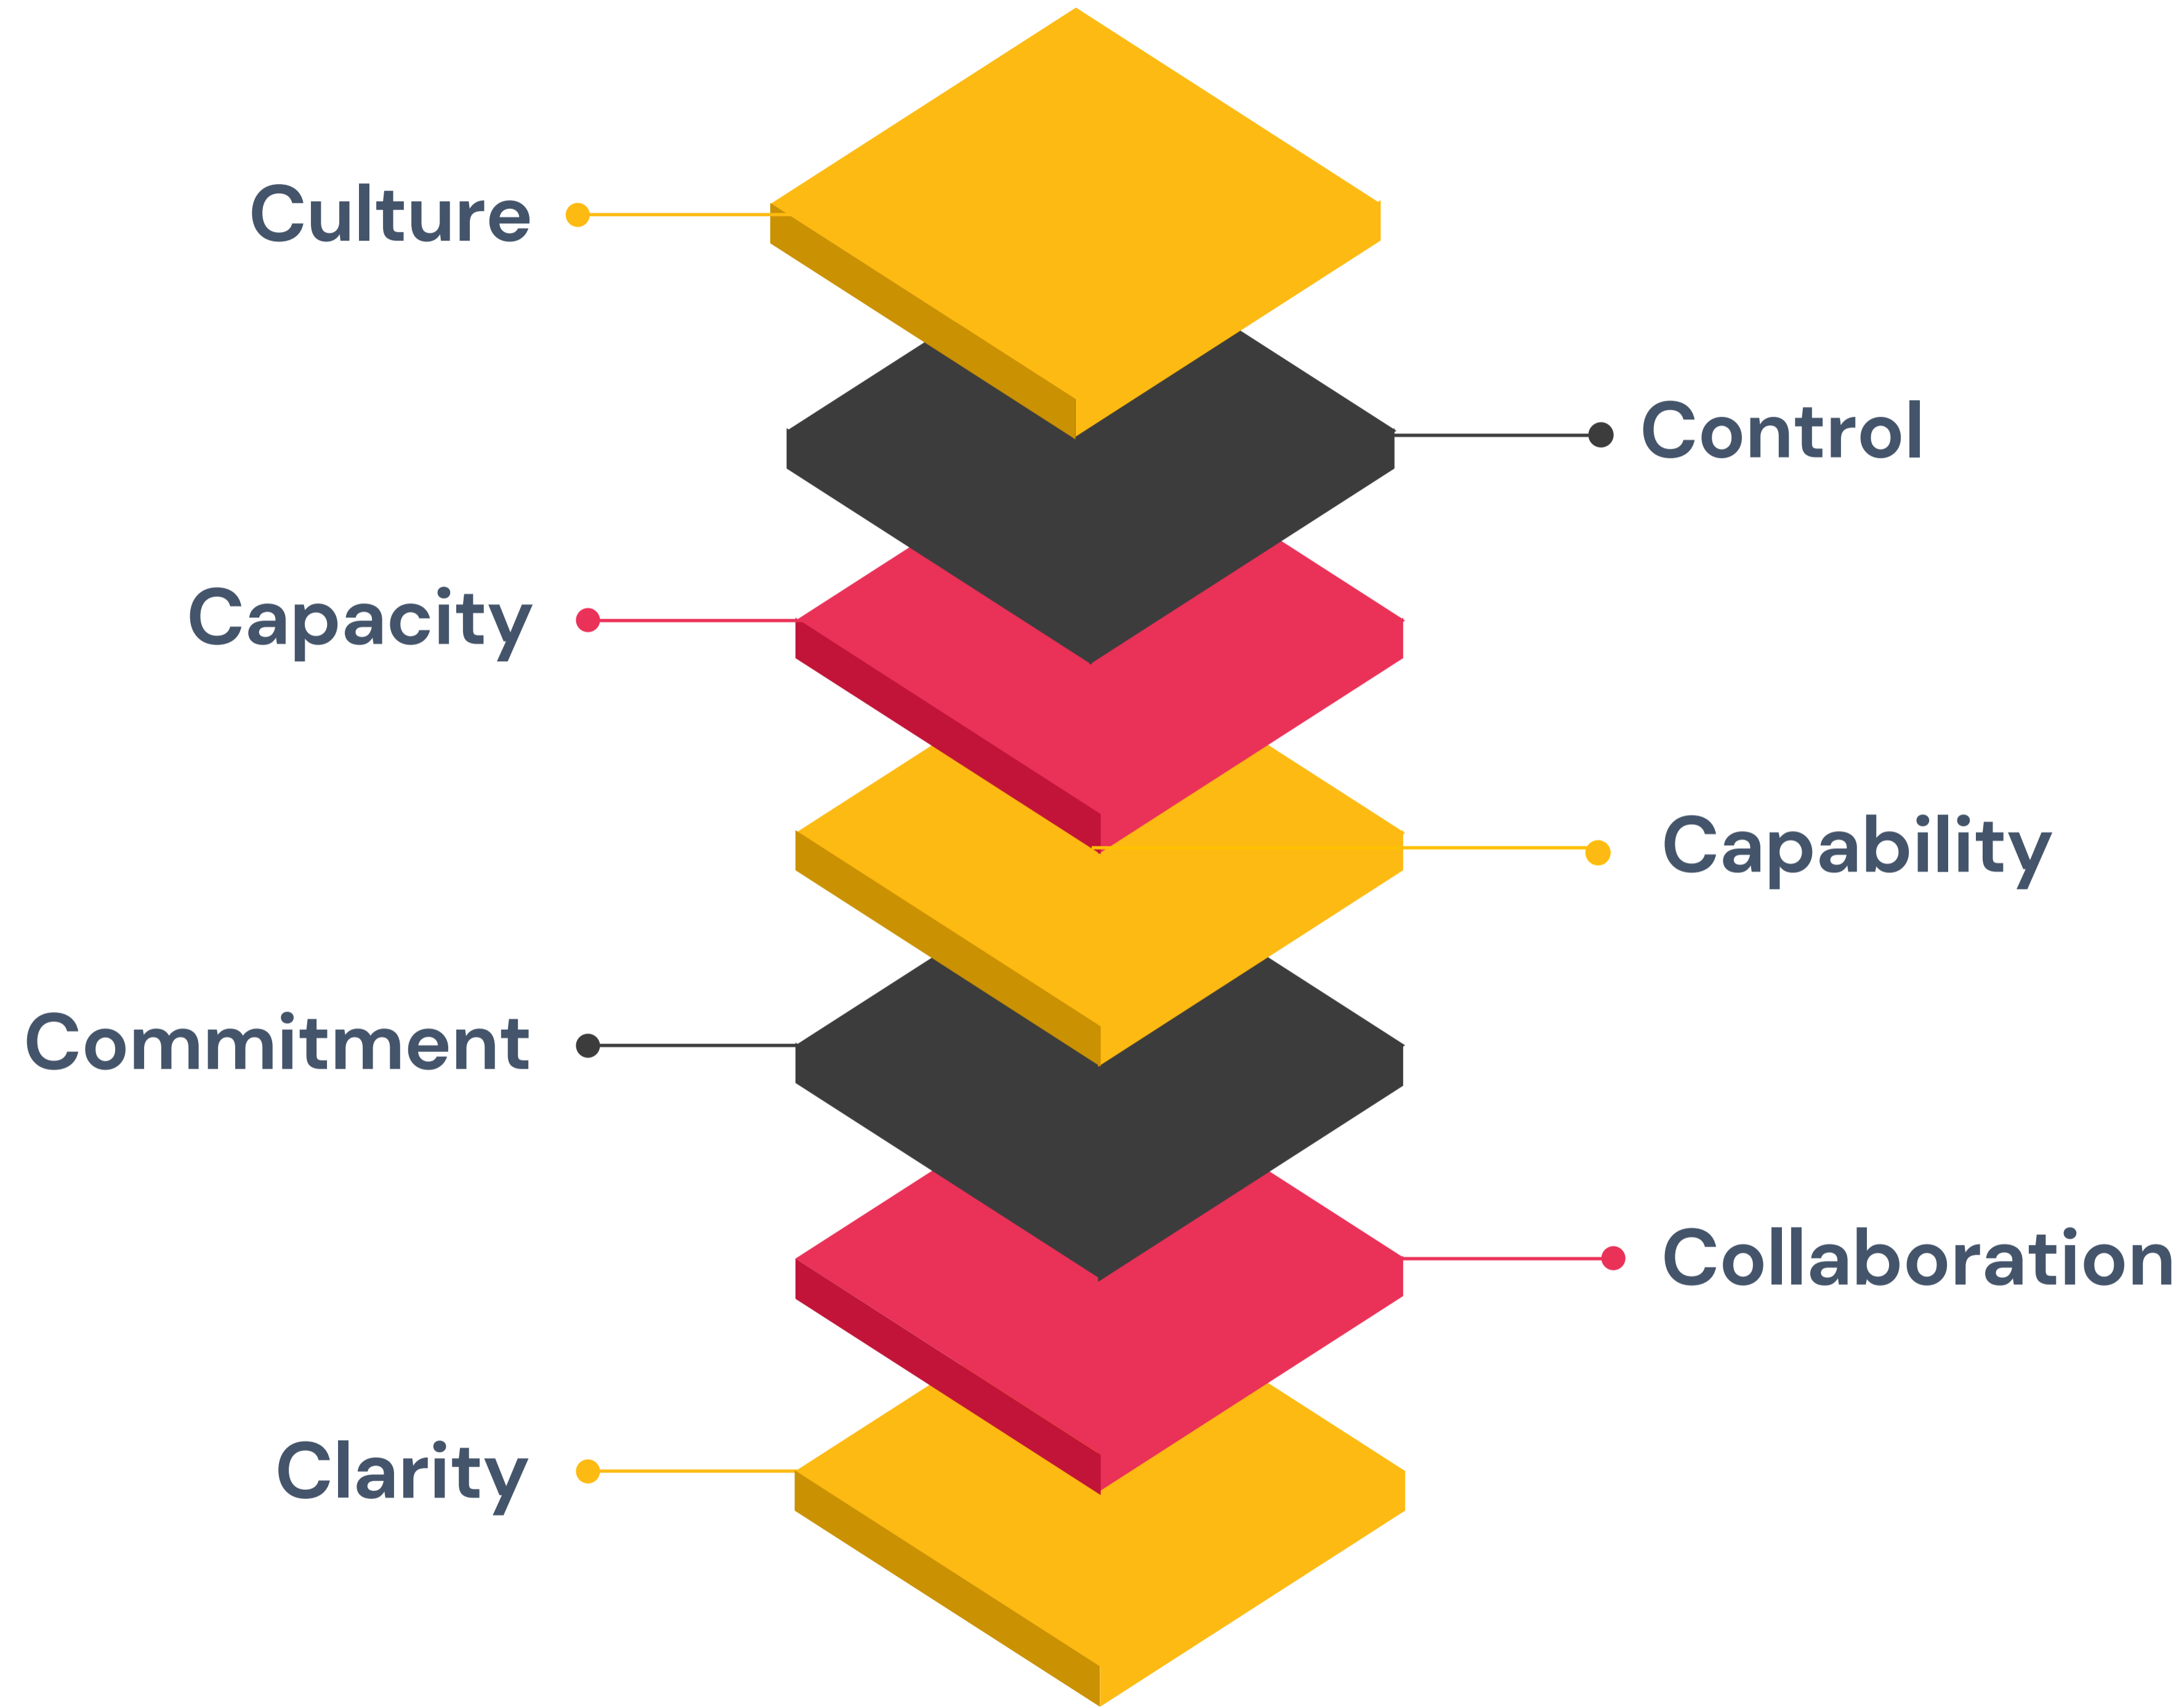 Culture
Control
Capacity
Capability
Commitment
Collaboration
Clarity